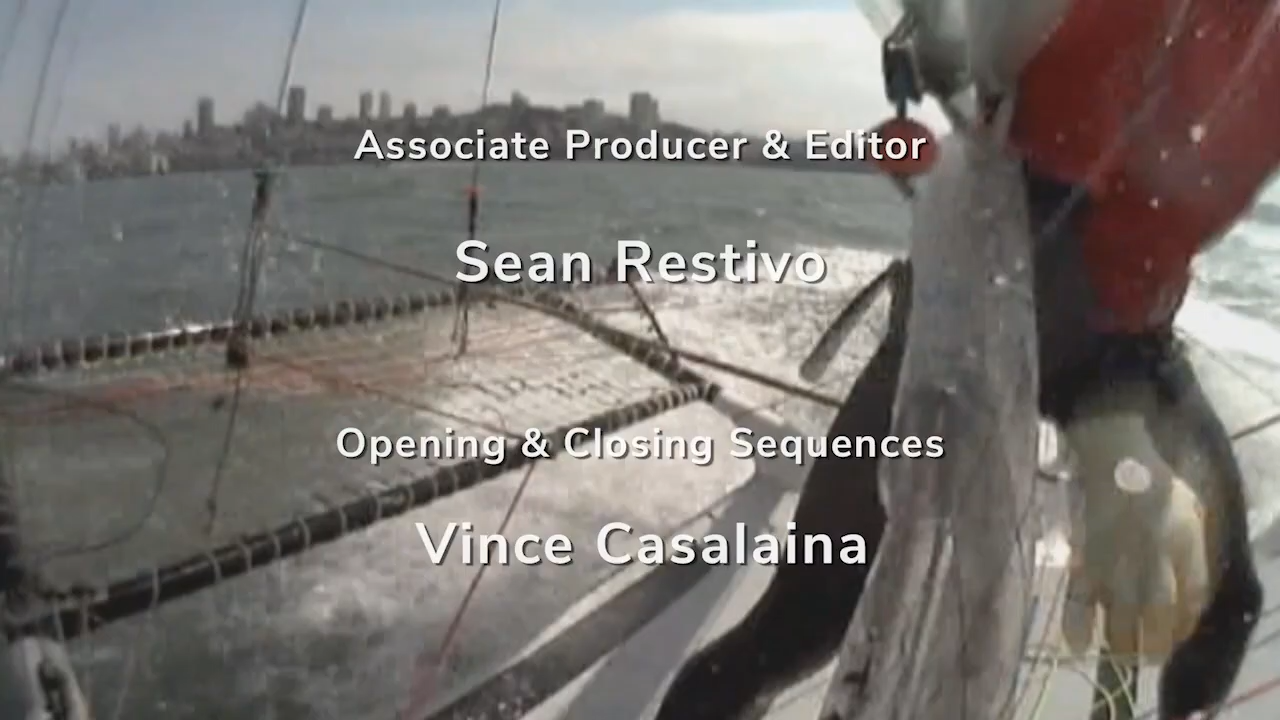 Associate Producer & Editor
Sean Restivo
Opening & Closing Sequences
Vince Casalaina